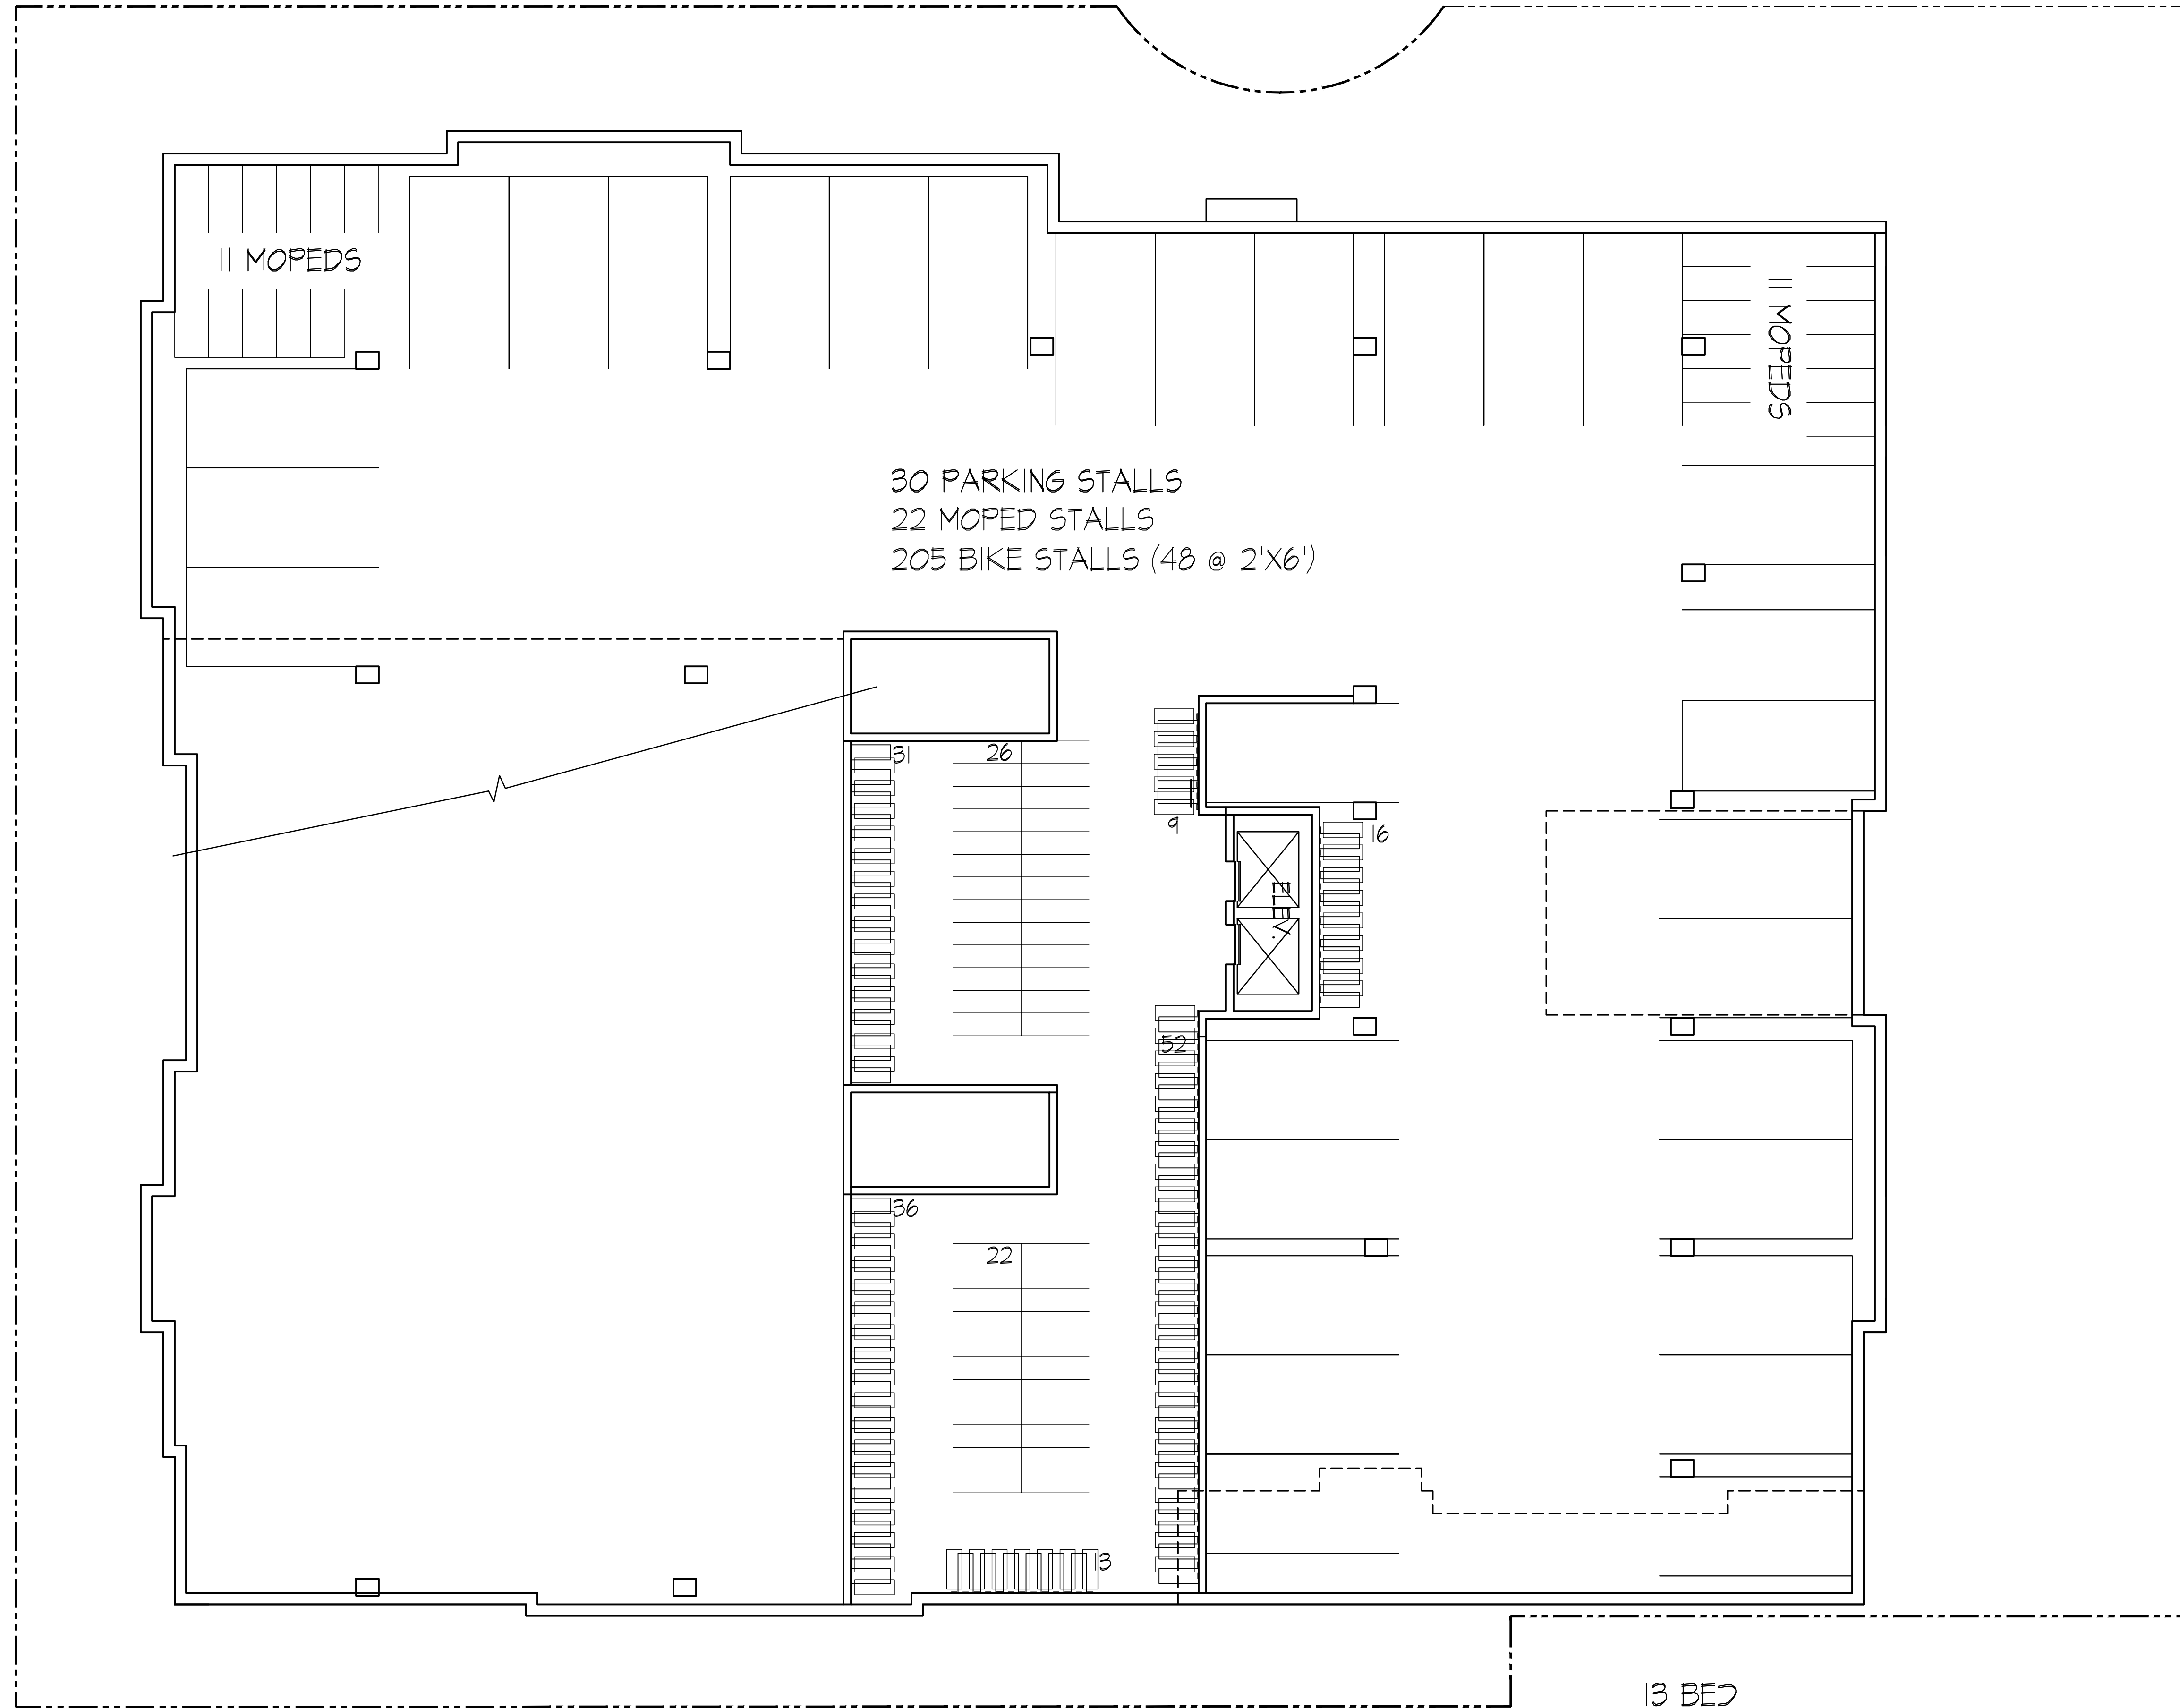 11 MOPEDS
11 MOPEDS
30 PARKING STALLS
22 MOPED STALLS
205 BIKE STALLS (48 @ 2'X6')
31
26
9
16
ELEV.
52
36
22
13
13 BED